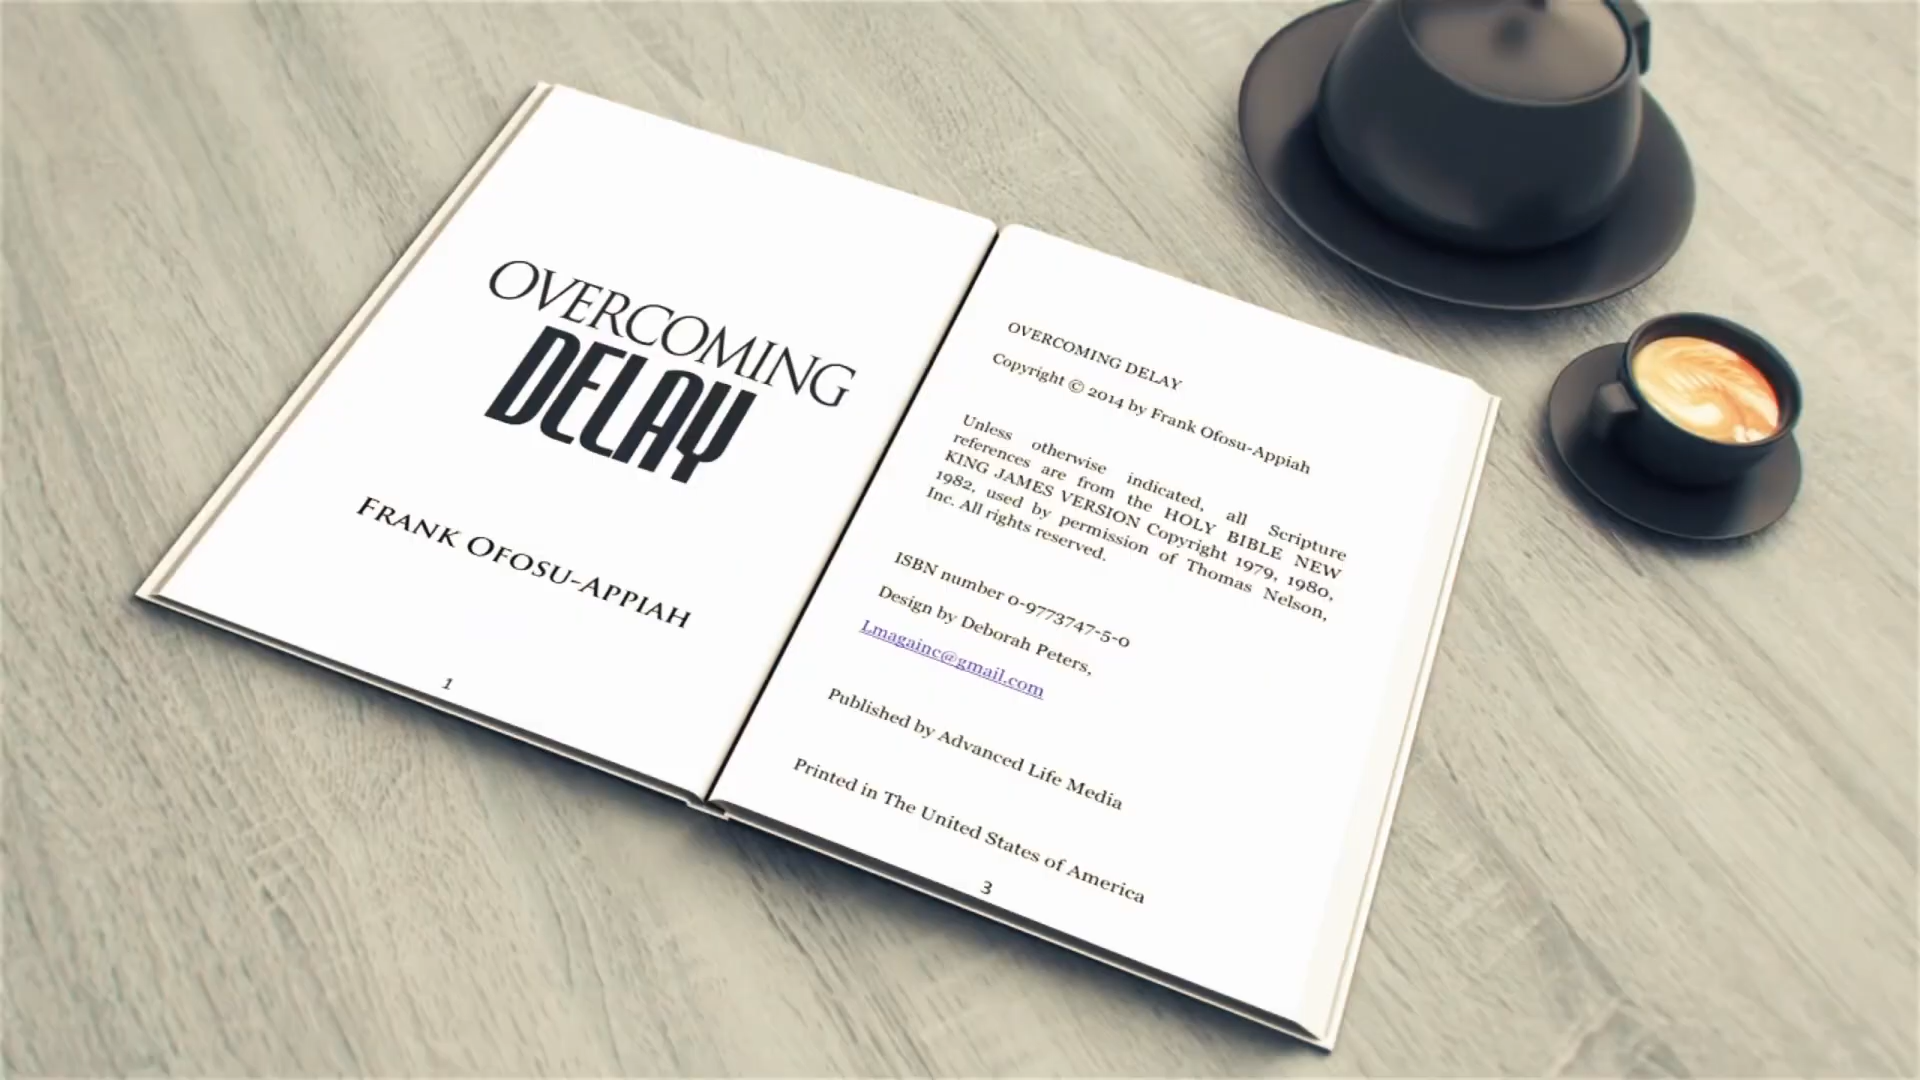 OVERCOMING
DELAY
FRANK OFOSU-APPIAH
1
OVERCOMING DELAY
Copyright © 2014 by Frank Ofosu-Appiah
Unless otherwise indicated, all Scripture
references are from the HOLY BIBLE NEW
KING JAMES VERSION Copyright 1979, 1980,
1982, used by permission of Thomas Nelson,
Inc. All rights reserved.
ISBN number 0-9773747-5-0
Design by Deborah Peters,
Lmagainc@gmail.com
Published by Advanced Life Media
Printed in The United States of America
3